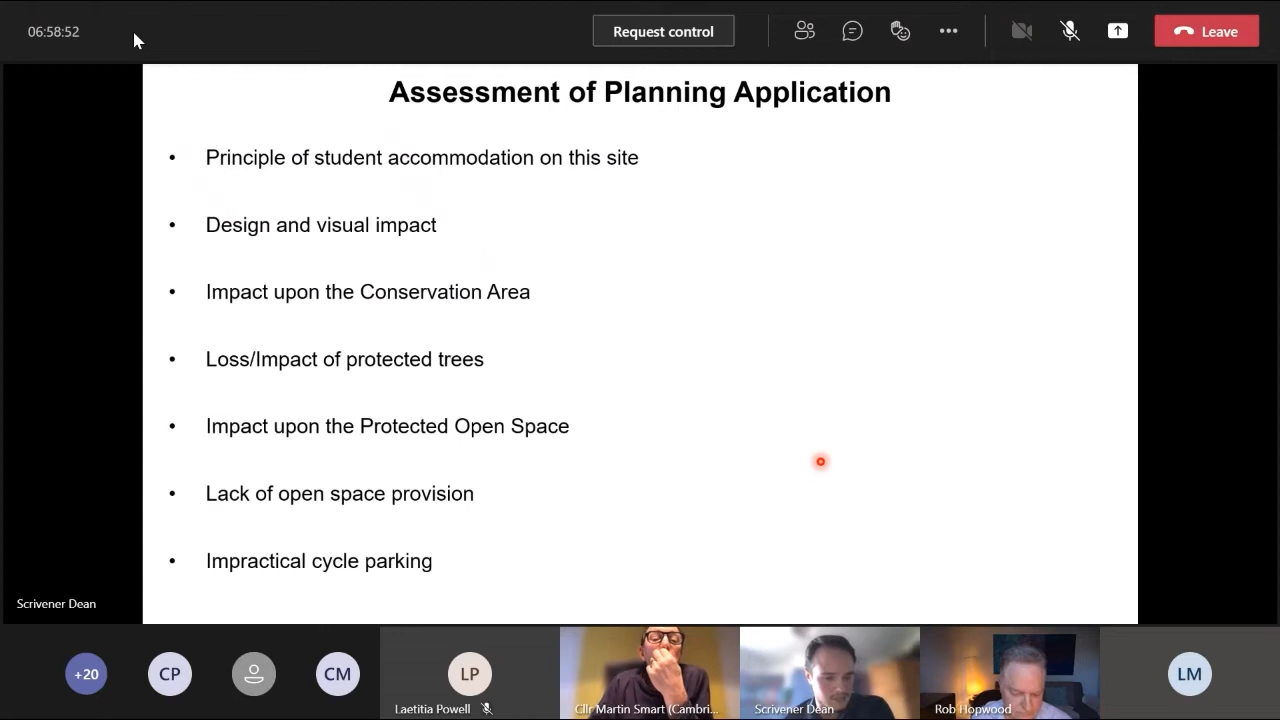 06:58:52
Request control
Leave
Assessment of Planning Application
• Principle of student accommodation on this site
• Design and visual impact
• Impact upon the Conservation Area
• Loss/Impact of protected trees
• Impact upon the Protected Open Space
• Lack of open space provision
• Impractical cycle parking
Scrivener Dean
+20
CP
CM
LP
LM
Laetitia Powell
Cllr Martin Smart (Cambri...
Scrivener Dean
Rob Hopwood